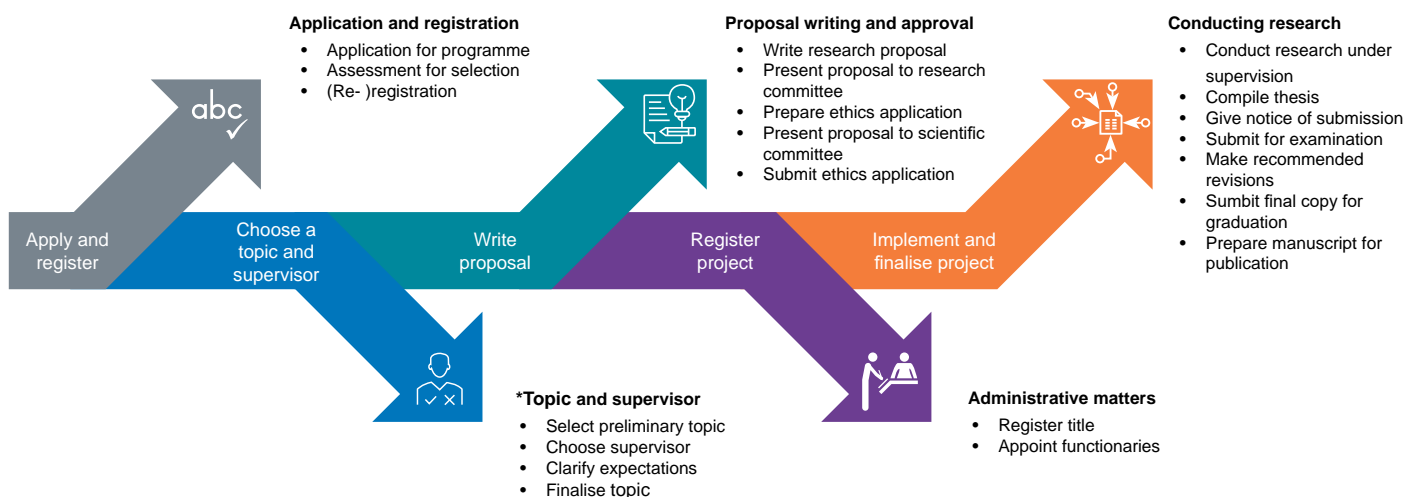 Application and registration
• Application for programme
• Assessment for selection
• (Re- )registration
Proposal writing and approval
• Write research proposal
• Present proposal to research
committee
• Prepare ethics application
• Present proposal to scientific
committee
• Submit ethics application
Conducting research
• Conduct research under
supervision
• Compile thesis
• Give notice of submission
• Submit for examination
• Make recommended
revisions
• Sumbit final copy for
graduation
• Prepare manuscript for
publication
abc
Apply and
register
Choose a
topic and
supervisor
Write
proposal
Register
project
Implement and
finalise project
*Topic and supervisor
• Select preliminary topic
• Choose supervisor
• Clarify expectations
• Finalise topic
Administrative matters
• Register title
• Appoint functionaries